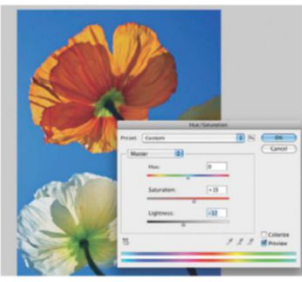 Hue/Saturation
Preset: Custom
OK
Cancel
Master
Hue: 0
Saturation:
Lightness:
Colorize
Preview